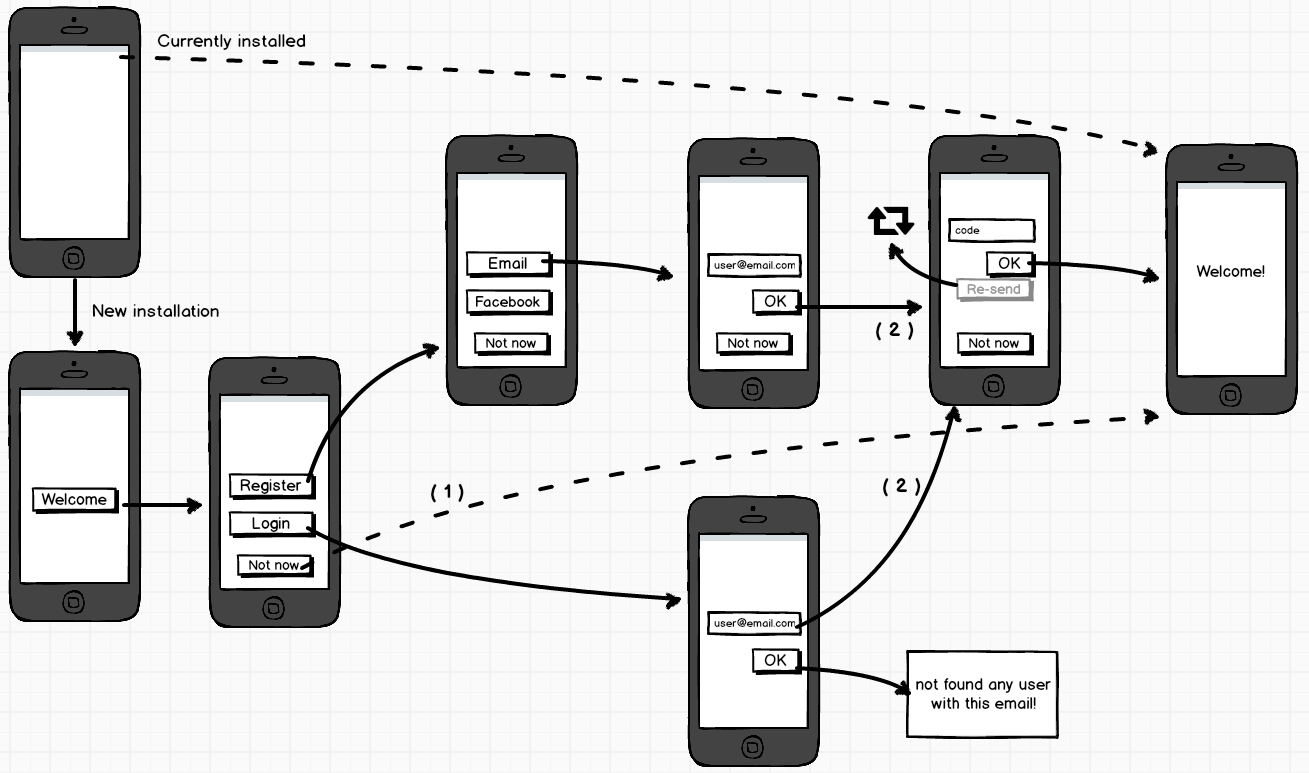 Currently installed
New installation
Welcome
Register
Login
Not now
( 1 )
Email
Facebook
Not now
user@email.com
OK
Not now
( 2 )
code
OK
Re-send
Not now
Welcome!
( 2 )
user@email.com
OK
not found any user
with this email!